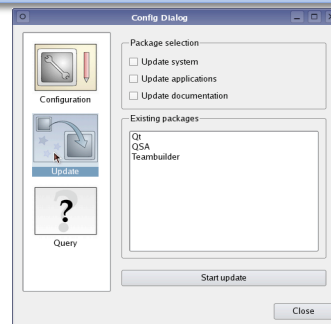 Config Dialog
Configuration
Update
?
Query
Package selection
Update system
Update applications
Update documentation
Existing packages
Qt
QSA
Teambuilder
Start update
Close